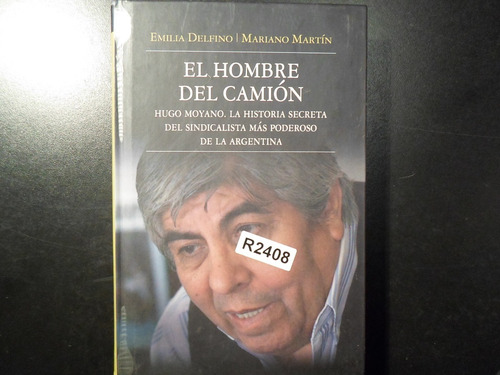 EMILIA DELFINO | MARIANO MARTÍN
EL HOMBRE
DEL CAMIÓN
HUGO MOYANO. LA HISTORIA SECRETA
DEL SINDICALISTA MÁS PODEROSO
DE LA ARGENTINA
R2408